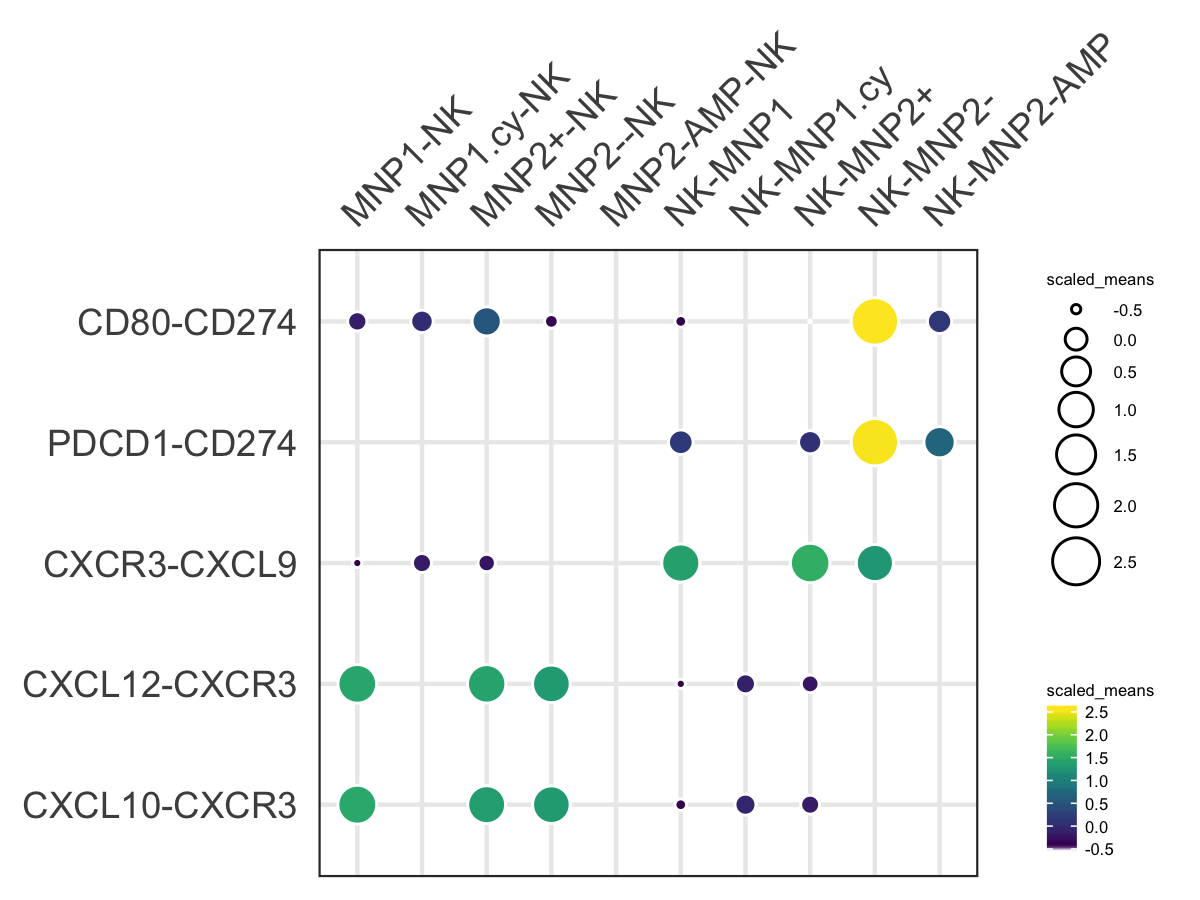 MNP1-NK
MNP1.cy-NK
MNP2+-NK
MNP2--NK
MNP2-AMP-NK
NK-MNP1
NK-MNP1.cy
NK-MNP2+
NK-MNP2-
NK-MNP2-AMP
CD80-CD274
PDCD1-CD274
CXCR3-CXCL9
CXCL12-CXCR3
CXCL10-CXCR3
scaled_means
-0.5
0.0
0.5
1.0
1.5
2.0
2.5
scaled_means
2.5
2.0
1.5
1.0
0.5
0.0
-0.5